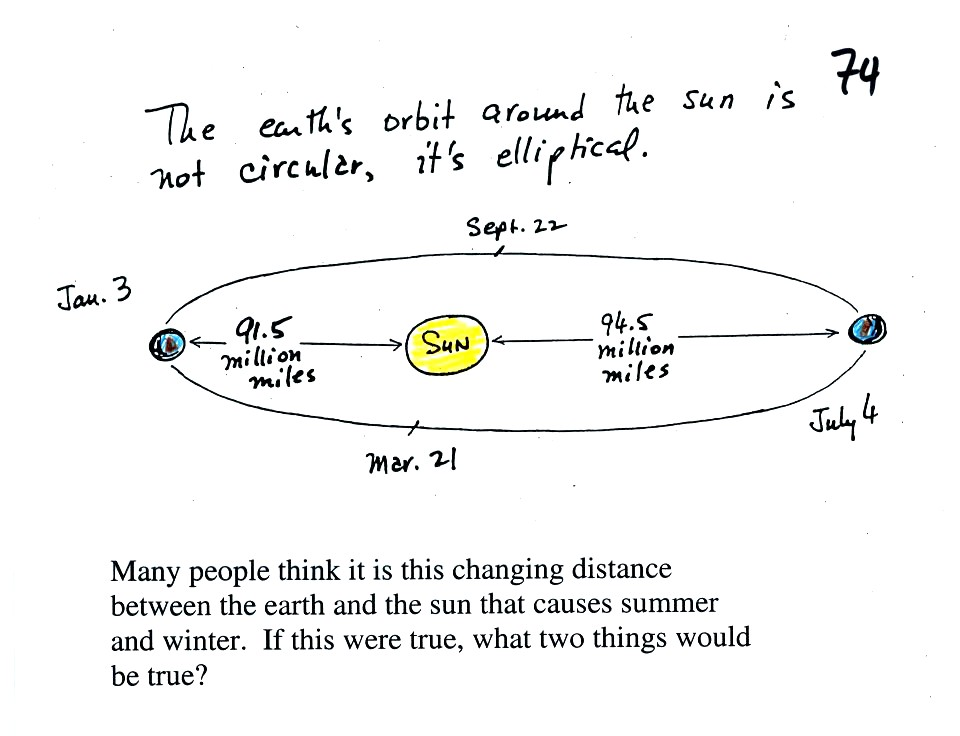 74
The earth's orbit around the sun is
not circular, it's elliptical.
Sept. 22
Jan. 3
91.5
million
miles
SUN
94.5
million
miles
July 4
Mar. 21
Many people think it is this changing distance
between the earth and the sun that causes summer
and winter.  If this were true, what two things would
be true?